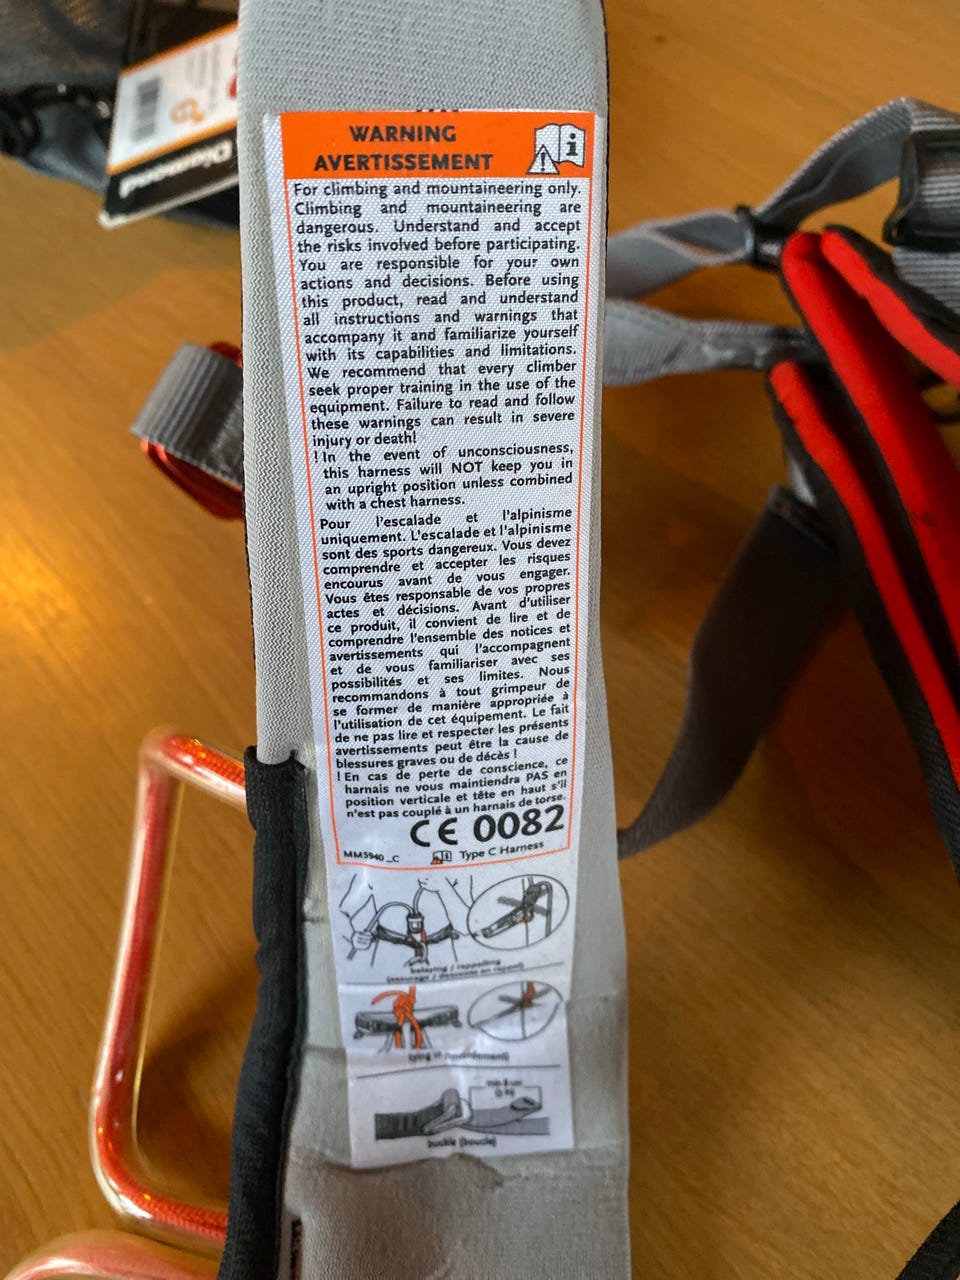 Diamond
WARNING
AVERTISSEMENT
For climbing and mountaineering only.
Climbing and mountaineering are
dangerous. Understand and accept
the risks involved before participating.
You are responsible for your own
actions and decisions. Before using
this product, read and understand
all instructions and warnings that
accompany it and familiarize yourself
with its capabilities and limitations.
We recommend that every climber
seek proper training in the use of the
equipment. Failure to read and follow
these warnings can result in severe
injury or death!
! In the event of unconsciousness,
this harness will NOT keep you in
an upright position unless combined
with a chest harness.
Pour l'escalade et l'alpinisme
uniquement. L'escalade et l'alpinisme
sont des sports dangereux. Vous devez
comprendre et accepter les risques
encourus avant de vous engager.
Vous êtes responsable de vos propres
actes et décisions. Avant d'utiliser
ce produit, il convient de lire et de
comprendre l'ensemble des notices et
avertissements qui l'accompagnent
et de vous familiariser avec ses
possibilités et ses limites. Nous
recommandons à tout grimpeur de
se former de manière appropriée à
l'utilisation de cet équipement. Le fait
de ne pas lire et respecter les présents
avertissements peut être la cause de
blessures graves ou de décès !
! En cas de perte de conscience, ce
harnais ne vous maintiendra PAS en
position verticale et tête en haut s'il
n'est pas couplé à un harnais de torse.
CE 0082
MM5940_C Type C Harness
belaying / rappelling
(assurage / descente en rappel)
tying in (encordement)
buckle (boucle)